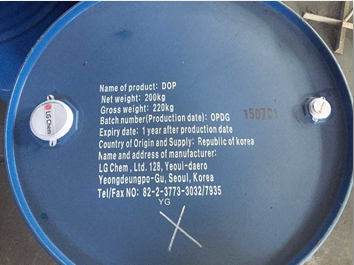 Name of product: DOP
Net weight: 200kg
Gross weight: 220kg
Batch number(Production date): OPDG 150701
Expiry date: 1 year after production date
Country of Origin and Supply: Republic of korea
Name and address of manufacturer:
LG Chem , Ltd. 128, Yeoui-daero
Yeongdeungpo-Gu, Seoul, Korea
Tel/Fax NO: 82-2-3773-3032/7935
YG
LG Chem